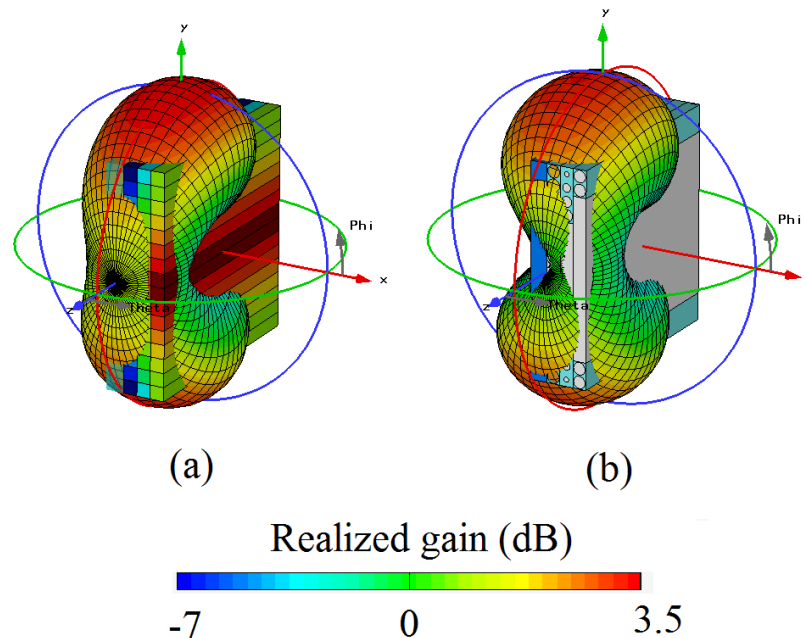 y
Phi
x
z
Theta
y
Phi
z
Theta
(a)
(b)
Realized gain (dB)
-7
0
3.5